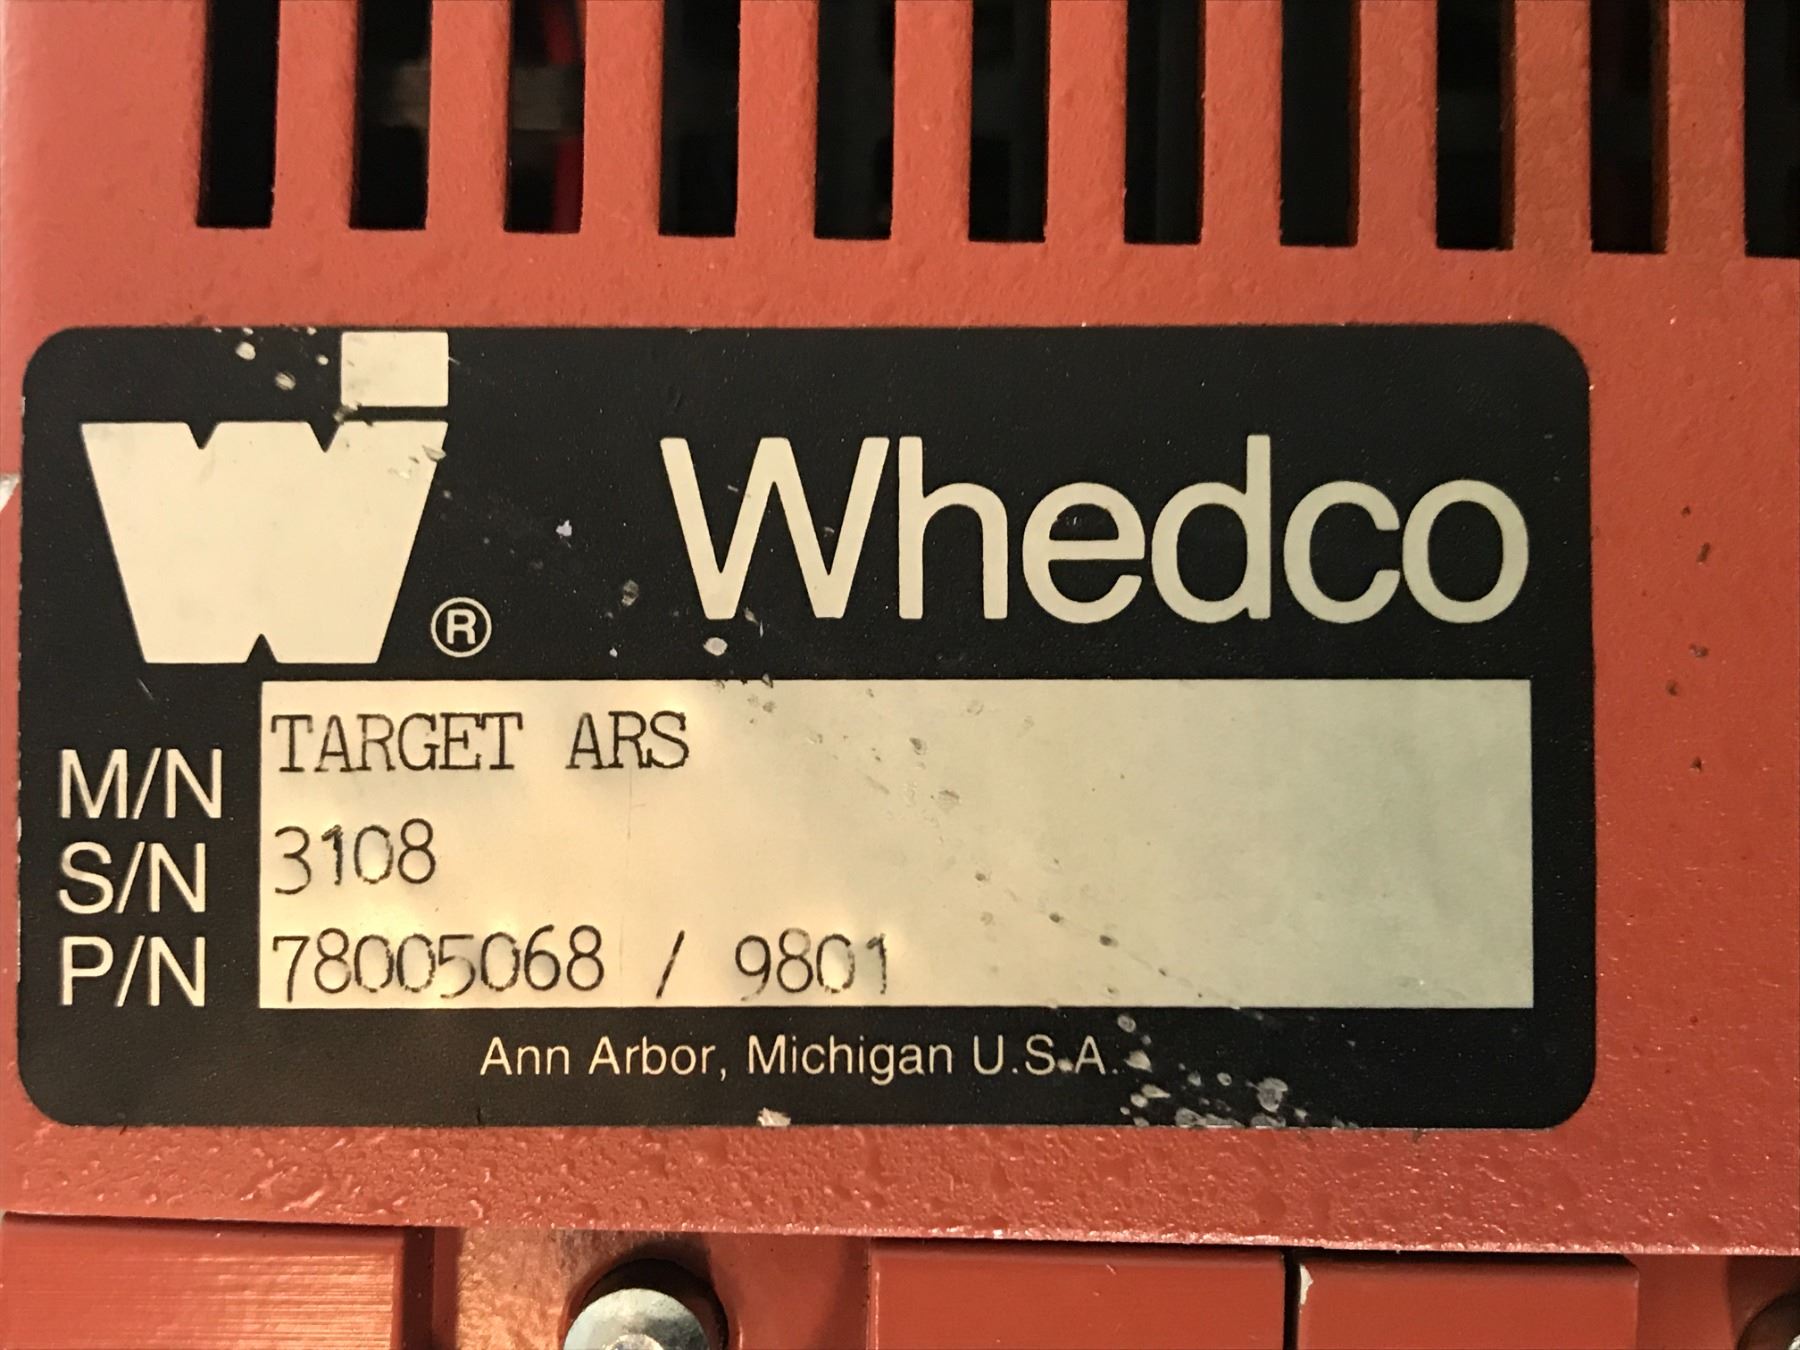 W
®
Whedco
M/N TARGET ARS
S/N 3108
P/N 78005068 / 9801
Ann Arbor, Michigan U.S.A.